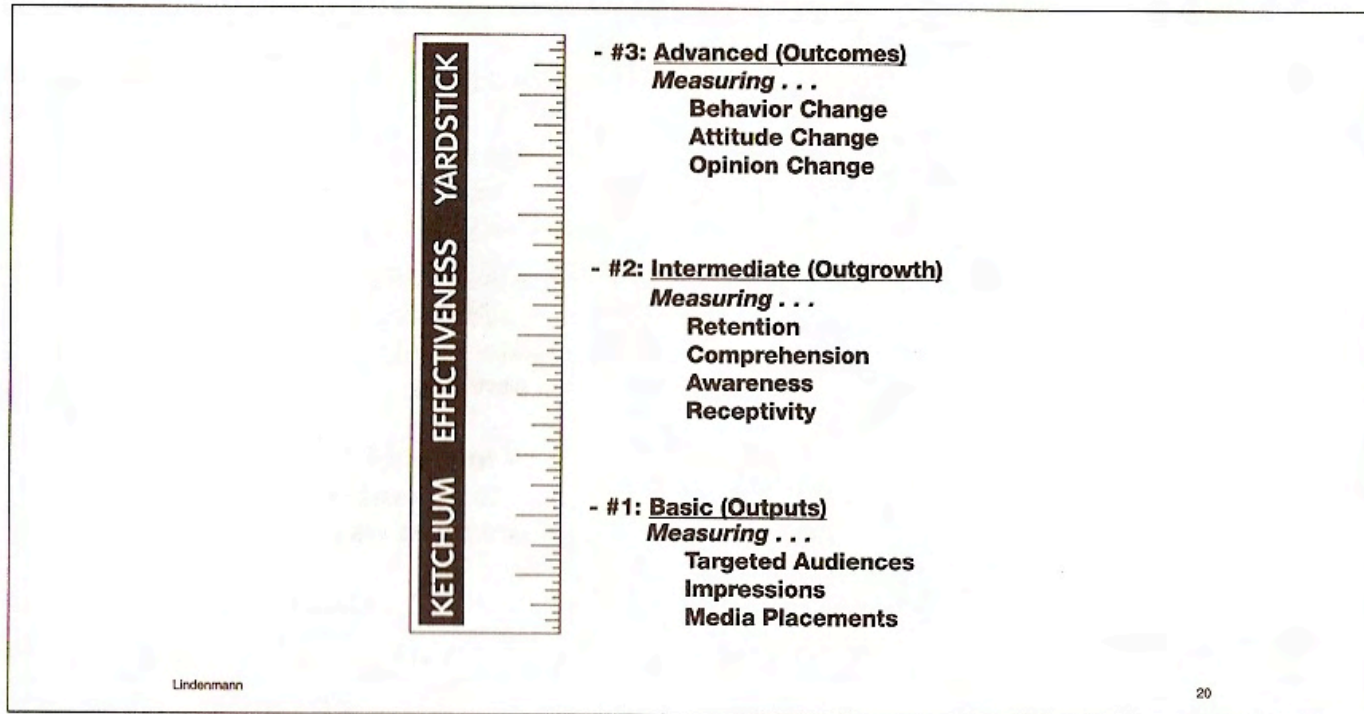 KETCHUM EFFECTIVENESS YARDSTICK
- #3: Advanced (Outcomes)
Measuring . . .
Behavior Change
Attitude Change
Opinion Change
- #2: Intermediate (Outgrowth)
Measuring . . .
Retention
Comprehension
Awareness
Receptivity
- #1: Basic (Outputs)
Measuring . . .
Targeted Audiences
Impressions
Media Placements
Lindenmann
20